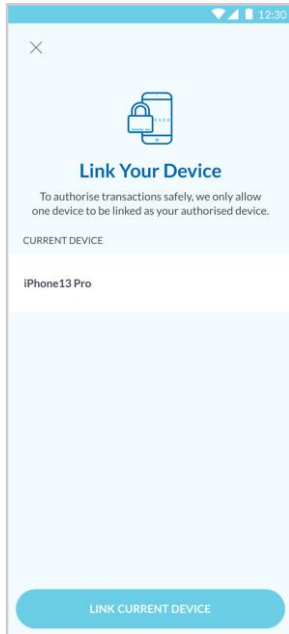 12:30
Link Your Device
To authorise transactions safely, we only allow
one device to be linked as your authorised device.
CURRENT DEVICE
iPhone13 Pro
LINK CURRENT DEVICE